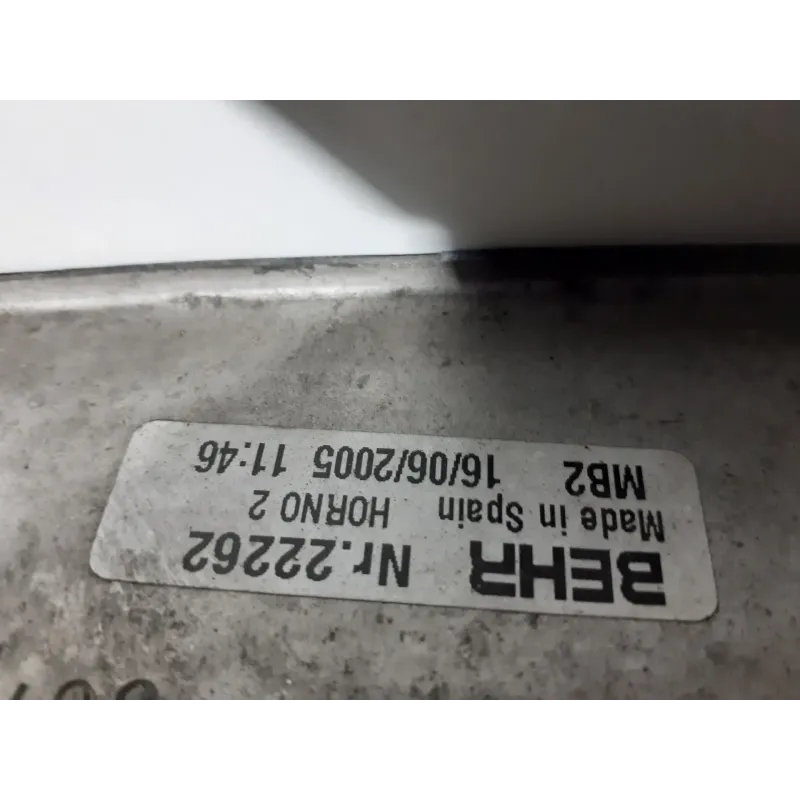 BEHR Nr.22262
Made in Spain HORNO 2
MB2 16/06/2005 11:46